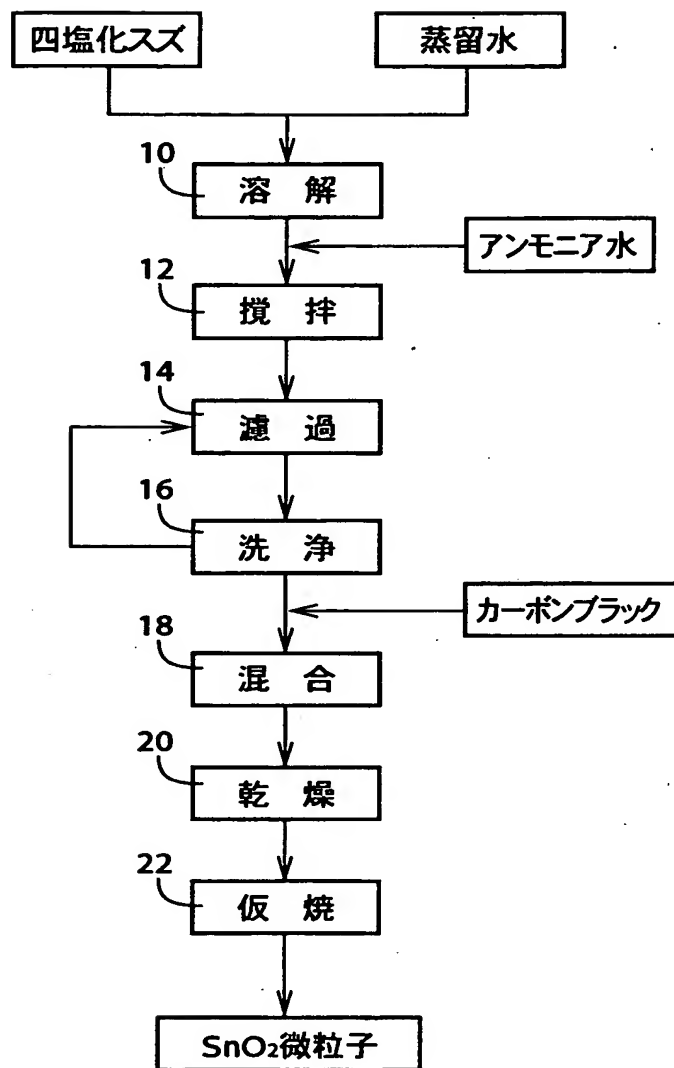 四塩化スズ
蒸留水
10
溶 解
アンモニア水
12
攪 拌
14
濾 過
16
洗 浄
カーボンブラック
18
混 合
20
乾 燥
22
仮 焼
SnO₂微粒子